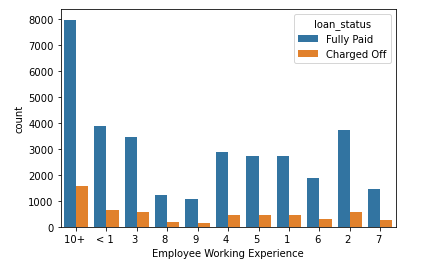 loan_status
Fully Paid
Charged Off
count
8000
7000
6000
5000
4000
3000
2000
1000
0
10+ < 1 3 8 9 4 5 1 6 2 7
Employee Working Experience